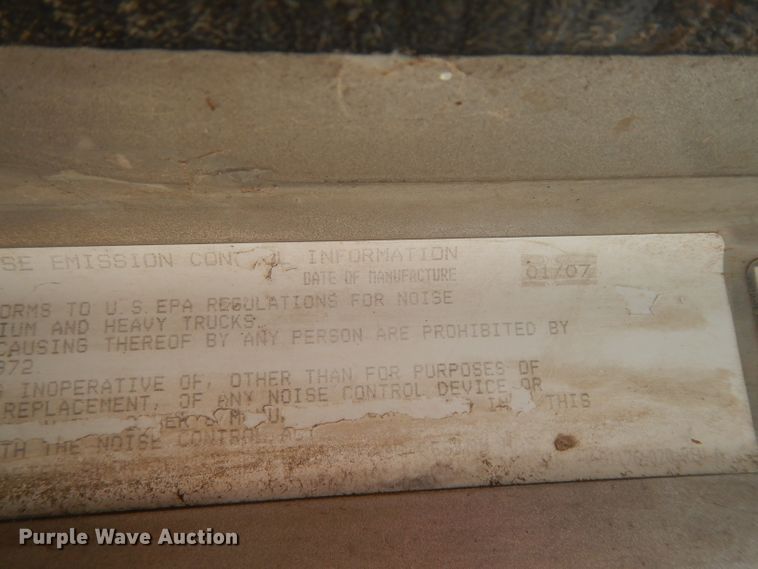 SE EMISSION CON L INFORMATION
DATE OF MANUFACTURE 01/07
ORMS TO U.S. EPA REGULATIONS FOR NOISE
IUM AND HEAVY TRUCKS.
CAUSING THEREOF BY ANY PERSON ARE PROHIBITED BY
972
INOPERATIVE OF, OTHER THAN FOR PURPOSES OF
REPLACEMENT, OF ANY NOISE CONTROL DEVICE OR
THIS
TH THE NOISE CONTROL
Purple Wave Auction®